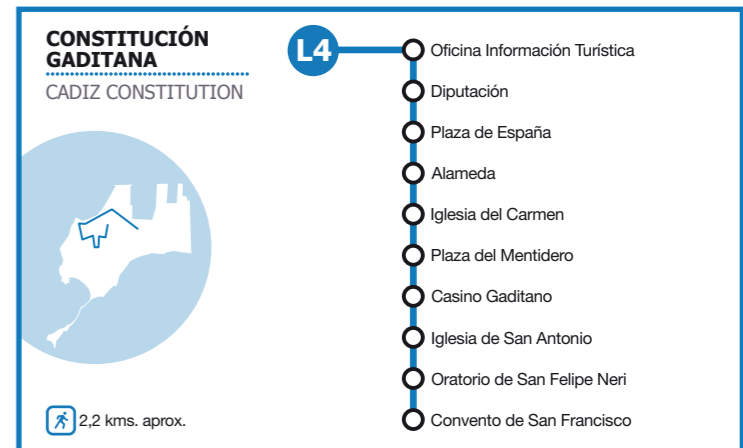 CONSTITUCIÓN
GADITANA
CADIZ CONSTITUTION
L4
Oficina Información Turística
Diputación
Plaza de España
Alameda
Iglesia del Carmen
Plaza del Mentidero
Casino Gaditano
Iglesia de San Antonio
Oratorio de San Felipe Neri
Convento de San Francisco
2,2 kms. aprox.